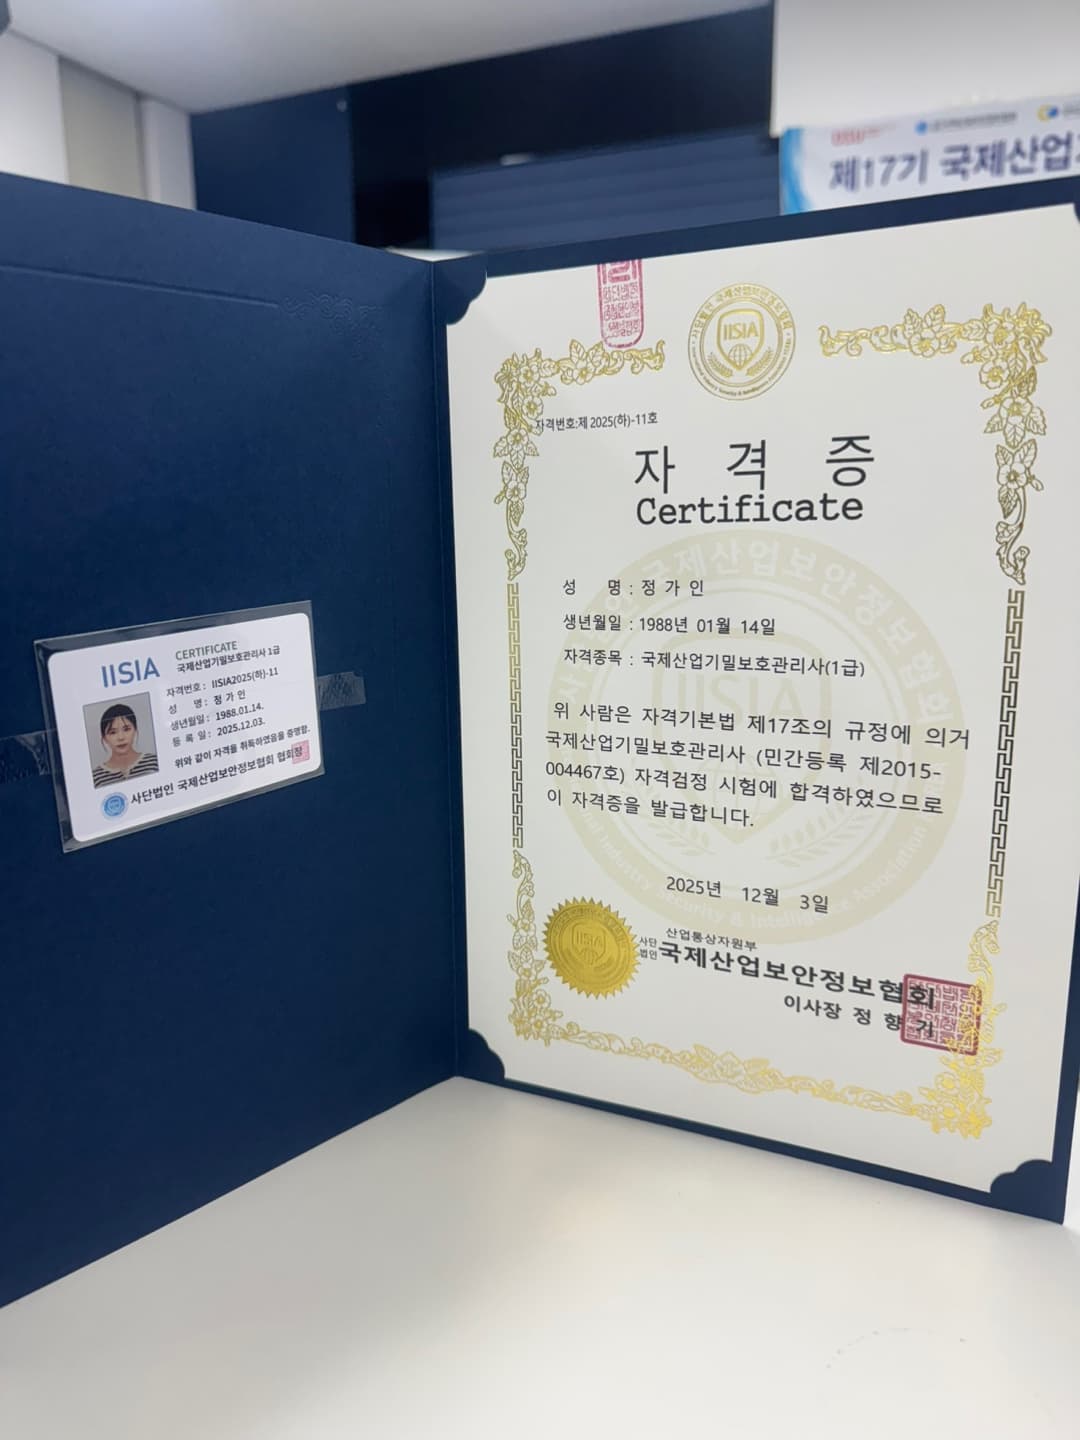 제17기 국제산업
IISIA
CERTIFICATE
국제산업기밀보호관리사 1급
자격번호 : IISIA2025(하)-11
성 명 : 정 가 인
생년월일 : 1988.01.14.
등 록 일 : 2025.12.03.
위와 같이 자격을 취득하였음을 증명함.
사단법인 국제산업보안정보협회 협회장
IISIA
자격번호:제 2025(하)-11호
자 격 증
Certificate
성 명 : 정 가 인
생년월일 : 1988년 01월 14일
자격종목 : 국제산업기밀보호관리사(1급)
위 사람은 자격기본법 제17조의 규정에 의거
국제산업기밀보호관리사 (민간등록 제2015-
004467호) 자격검정 시험에 합격하였으므로
이 자격증을 발급합니다.
2025년 12월 3일
IISIA
산업통상자원부
사단법인 국제산업보안정보협회
이사장 정 향 기